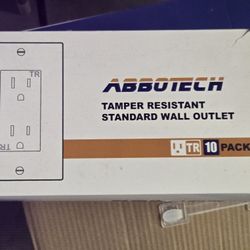 TR
TR
ABBOTECH
TAMPER RESISTANT
STANDARD WALL OUTLET
TR 10 PACK